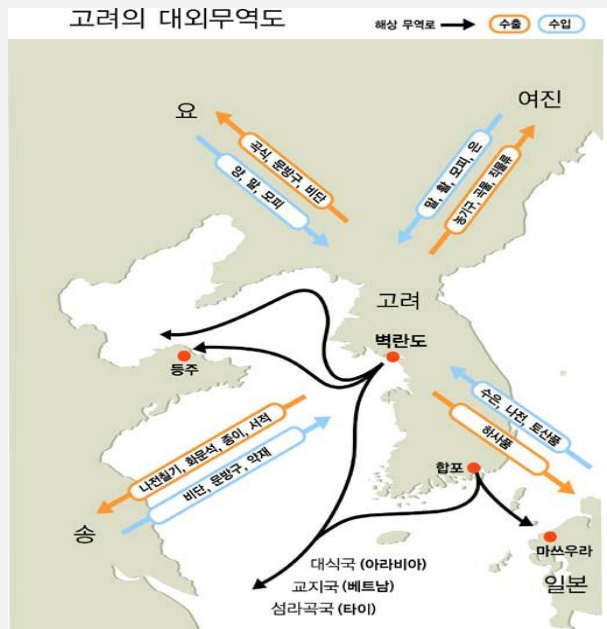 고려의 대외무역도
해상 무역로
수출
수입
요
여진
곡식, 문방구, 비단
양, 말, 모피
말, 활, 모피, 은
농기구, 곡물, 직물류
고려
벽란도
등주
나전칠기, 화문석, 종이, 서적
비단, 문방구, 약재
수은, 나전, 토산품
하사품
합포
송
마쓰우라
일본
대식국 (아라비아)
교지국 (베트남)
섬라곡국 (타이)